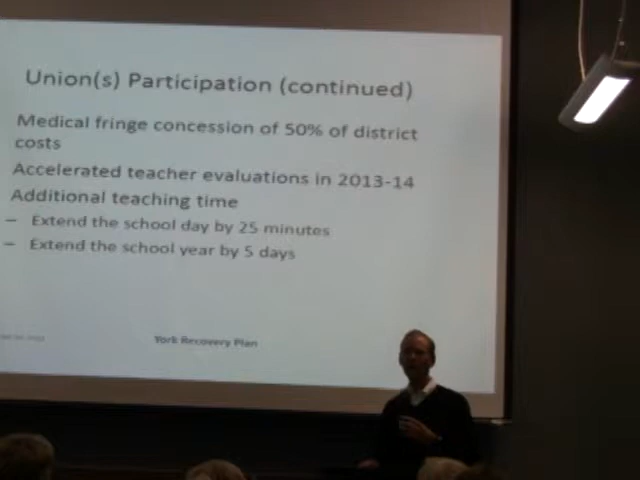 Union(s) Participation (continued)
Medical fringe concession of 50% of district
costs
Accelerated teacher evaluations in 2013-14
Additional teaching time
– Extend the school day by 25 minutes
– Extend the school year by 5 days
York Recovery Plan